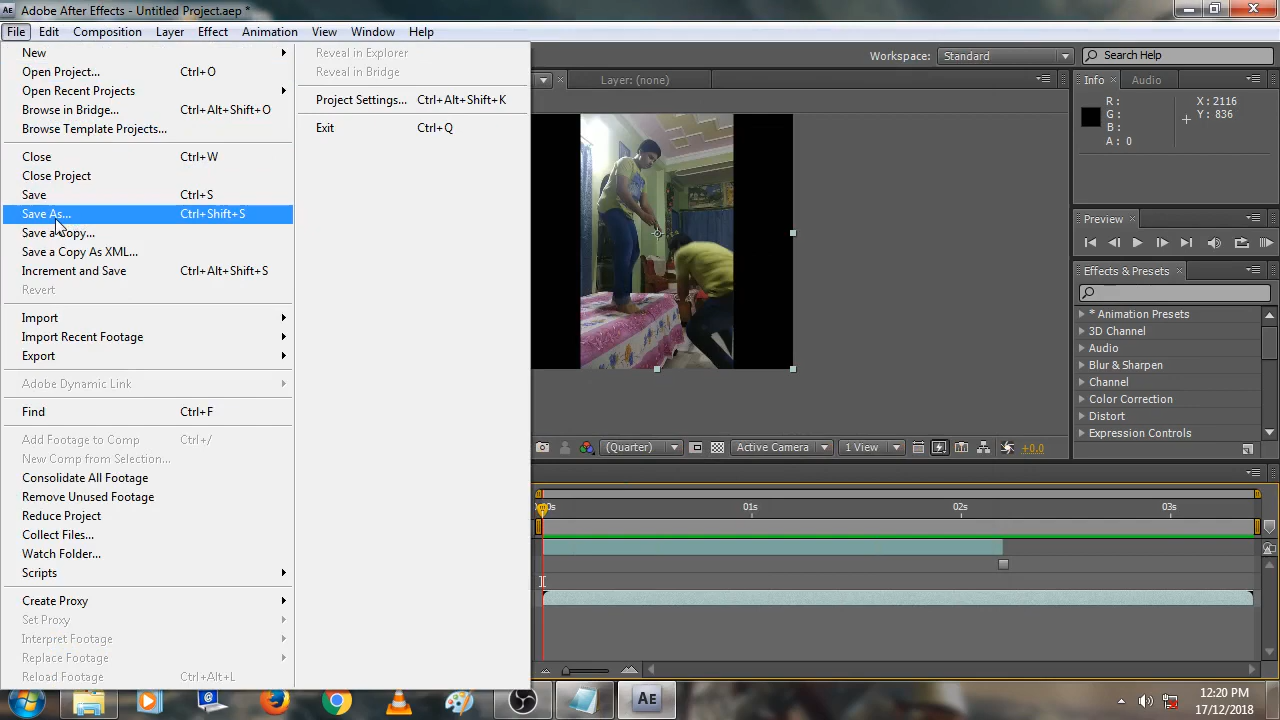 Adobe After Effects - Untitled Project.aep *
File Edit Composition Layer Effect Animation View Window Help
Workspace: Standard
Search Help
New
Open Project... Ctrl+O
Open Recent Projects
Browse in Bridge... Ctrl+Alt+Shift+O
Browse Template Projects...
Close Ctrl+W
Close Project
Save Ctrl+S
Save As... Ctrl+Shift+S
Save a Copy...
Save a Copy As XML...
Increment and Save Ctrl+Alt+Shift+S
Revert
Import
Import Recent Footage
Export
Adobe Dynamic Link
Find Ctrl+F
Add Footage to Comp Ctrl+/
New Comp from Selection...
Consolidate All Footage
Remove Unused Footage
Reduce Project
Collect Files...
Watch Folder...
Scripts
Create Proxy
Set Proxy
Interpret Footage
Replace Footage
Reload Footage Ctrl+Alt+L
Reveal in Explorer
Reveal in Bridge
Project Settings... Ctrl+Alt+Shift+K
Exit Ctrl+Q
Layer: (none)
(Quarter) Active Camera 1 View +0.0
Info Audio
R: X: 2116
G: Y: 836
B:
A: 0
Preview
Effects & Presets
* Animation Presets
3D Channel
Audio
Blur & Sharpen
Channel
Color Correction
Distort
Expression Controls
01s 02s 03s
Ae
12:20 PM
17/12/2018